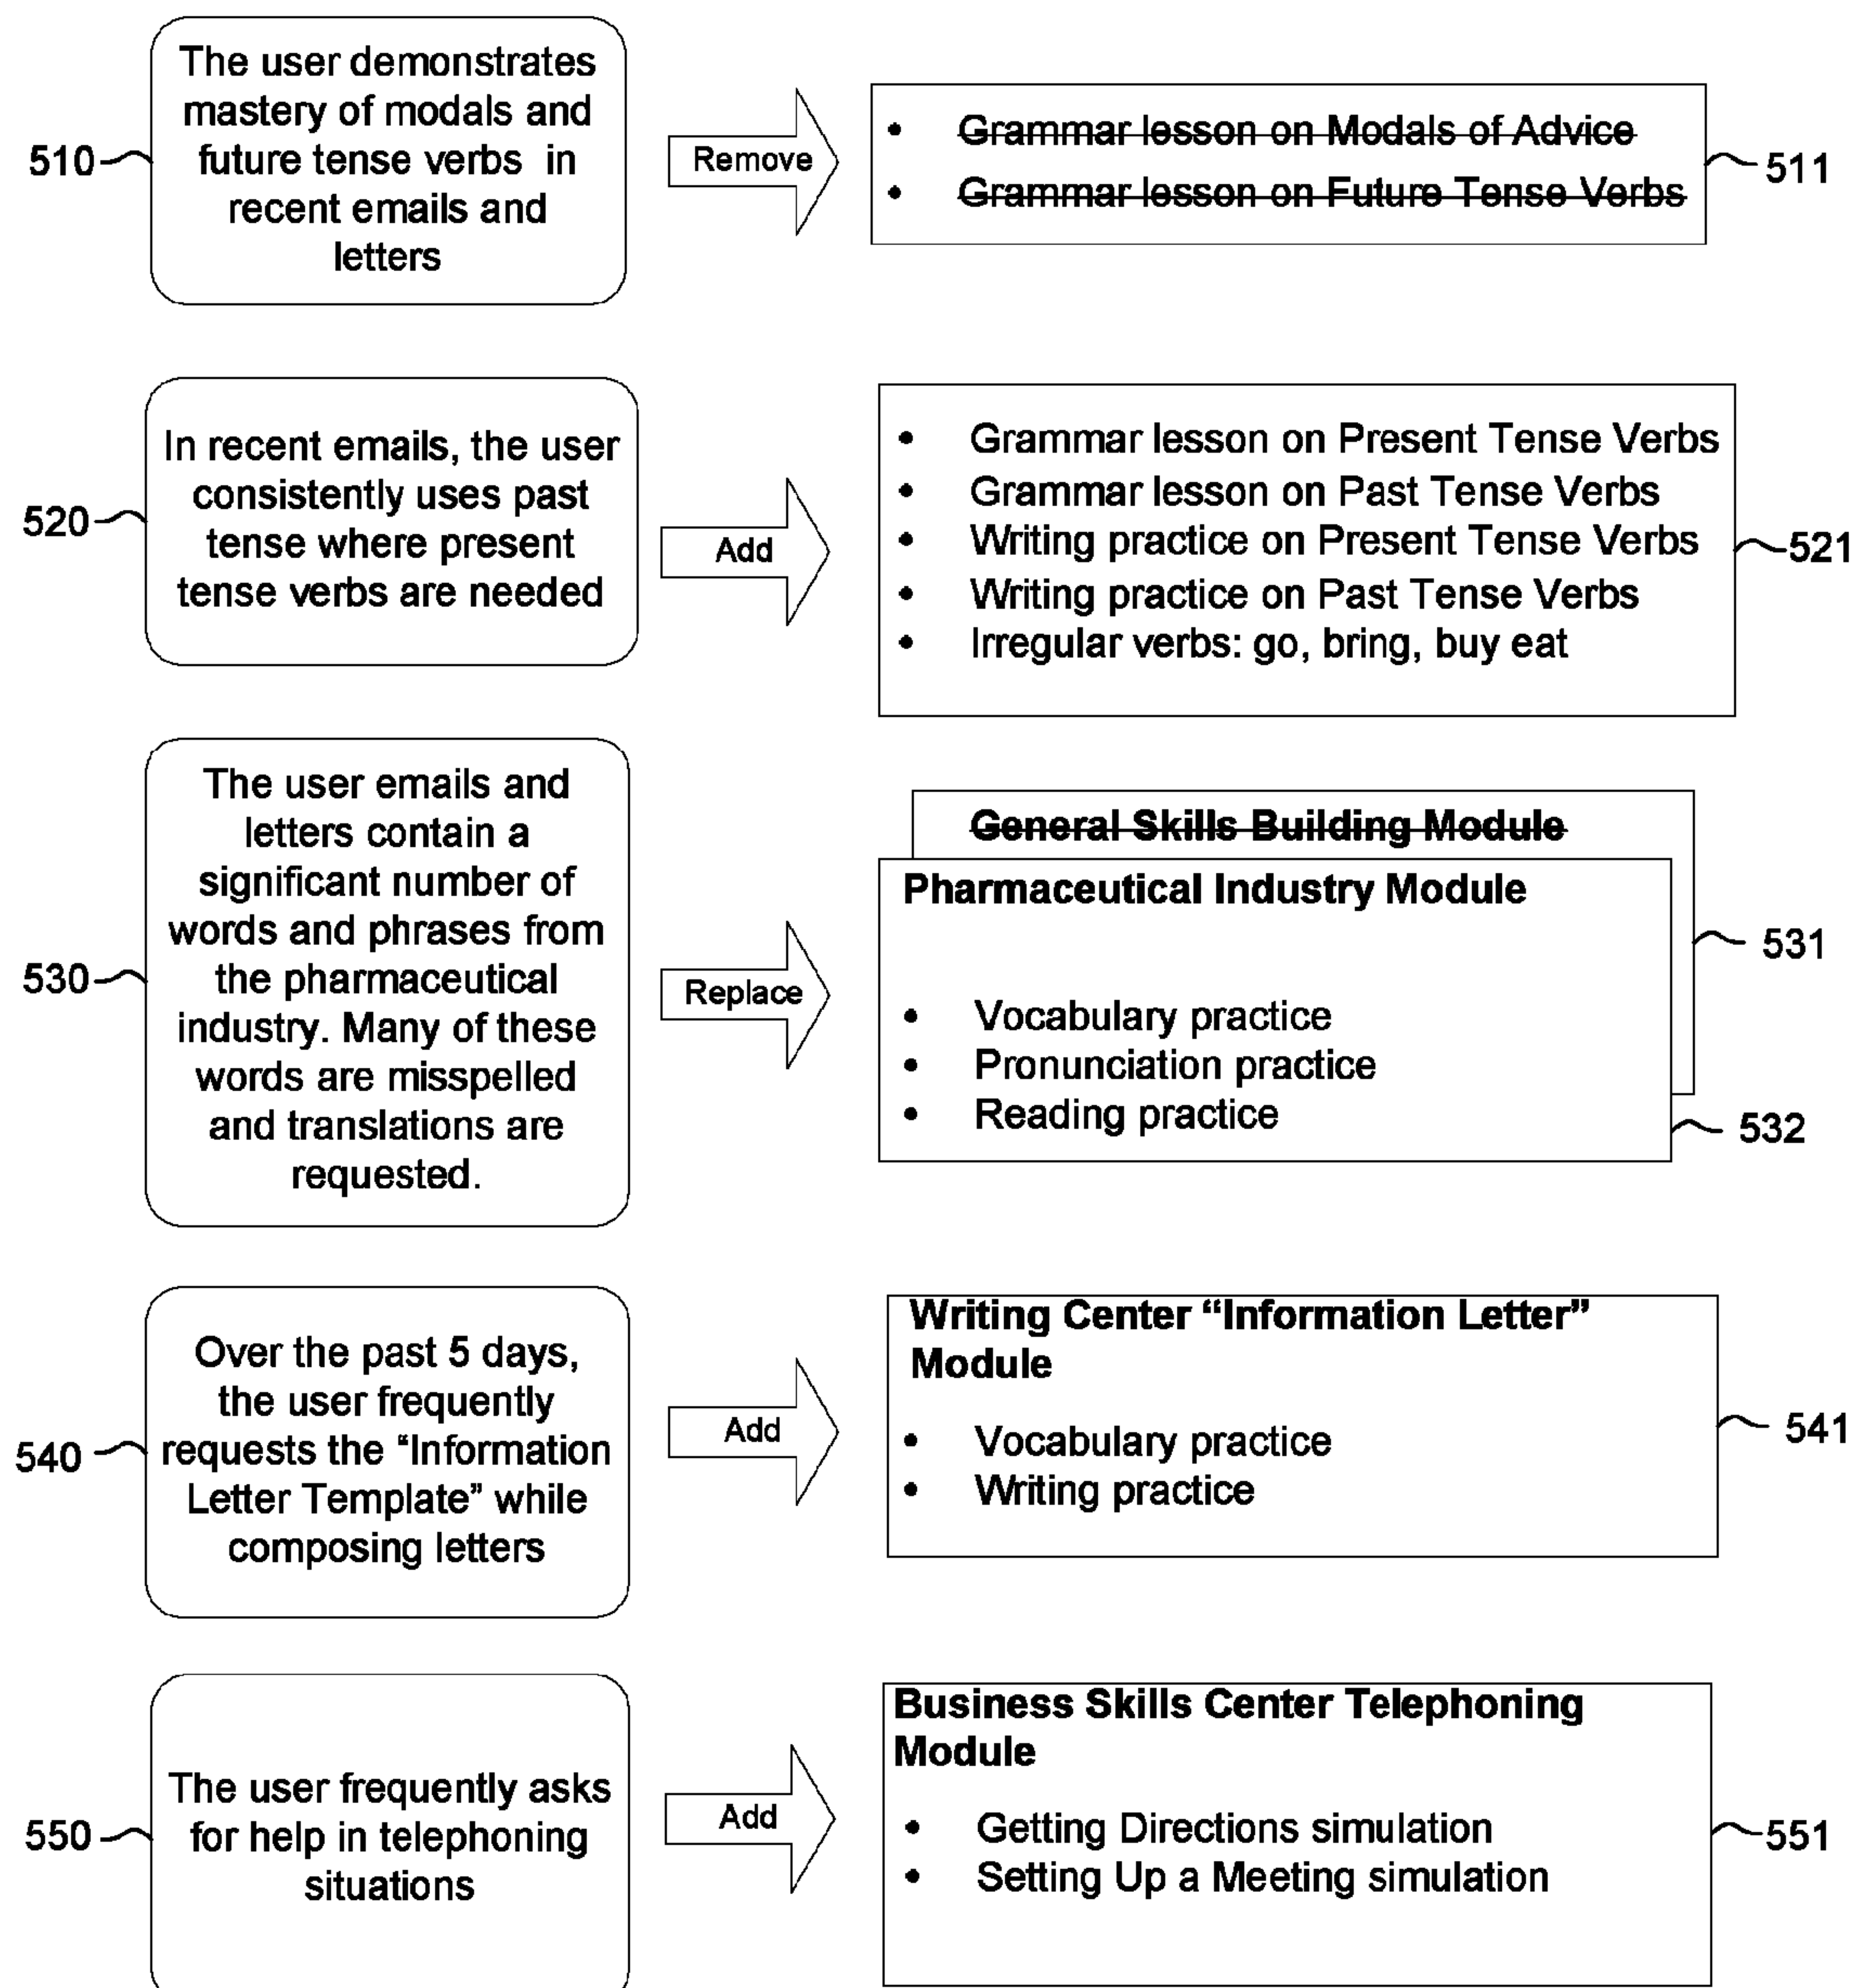 The user demonstrates
mastery of modals and
future tense verbs in
recent emails and
letters
510
Remove
• Grammar lesson on Modals of Advice
• Grammar lesson on Future Tense Verbs
511
In recent emails, the user
consistently uses past
tense where present
tense verbs are needed
520
Add
• Grammar lesson on Present Tense Verbs
• Grammar lesson on Past Tense Verbs
• Writing practice on Present Tense Verbs
• Writing practice on Past Tense Verbs
• Irregular verbs: go, bring, buy eat
521
The user emails and
letters contain a
significant number of
words and phrases from
the pharmaceutical
industry. Many of these
words are misspelled
and translations are
requested.
530
Replace
General Skills Building Module
Pharmaceutical Industry Module
• Vocabulary practice
• Pronunciation practice
• Reading practice
531
532
Over the past 5 days,
the user frequently
requests the “Information
Letter Template” while
composing letters
540
Add
Writing Center “Information Letter”
Module
• Vocabulary practice
• Writing practice
541
The user frequently asks
for help in telephoning
situations
550
Add
Business Skills Center Telephoning
Module
• Getting Directions simulation
• Setting Up a Meeting simulation
551